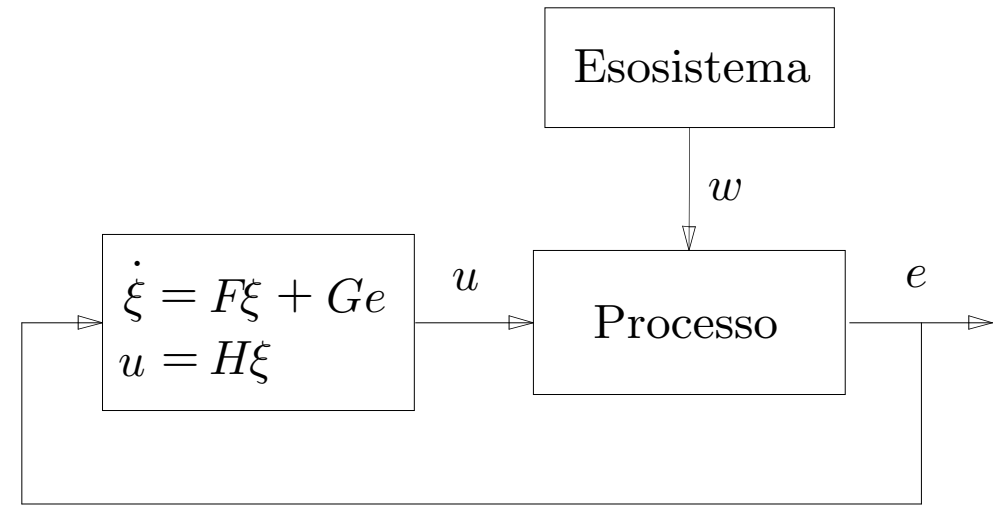 Esosistema
w
ξ̇ = Fξ + Ge
u = Hξ
u
Processo
e